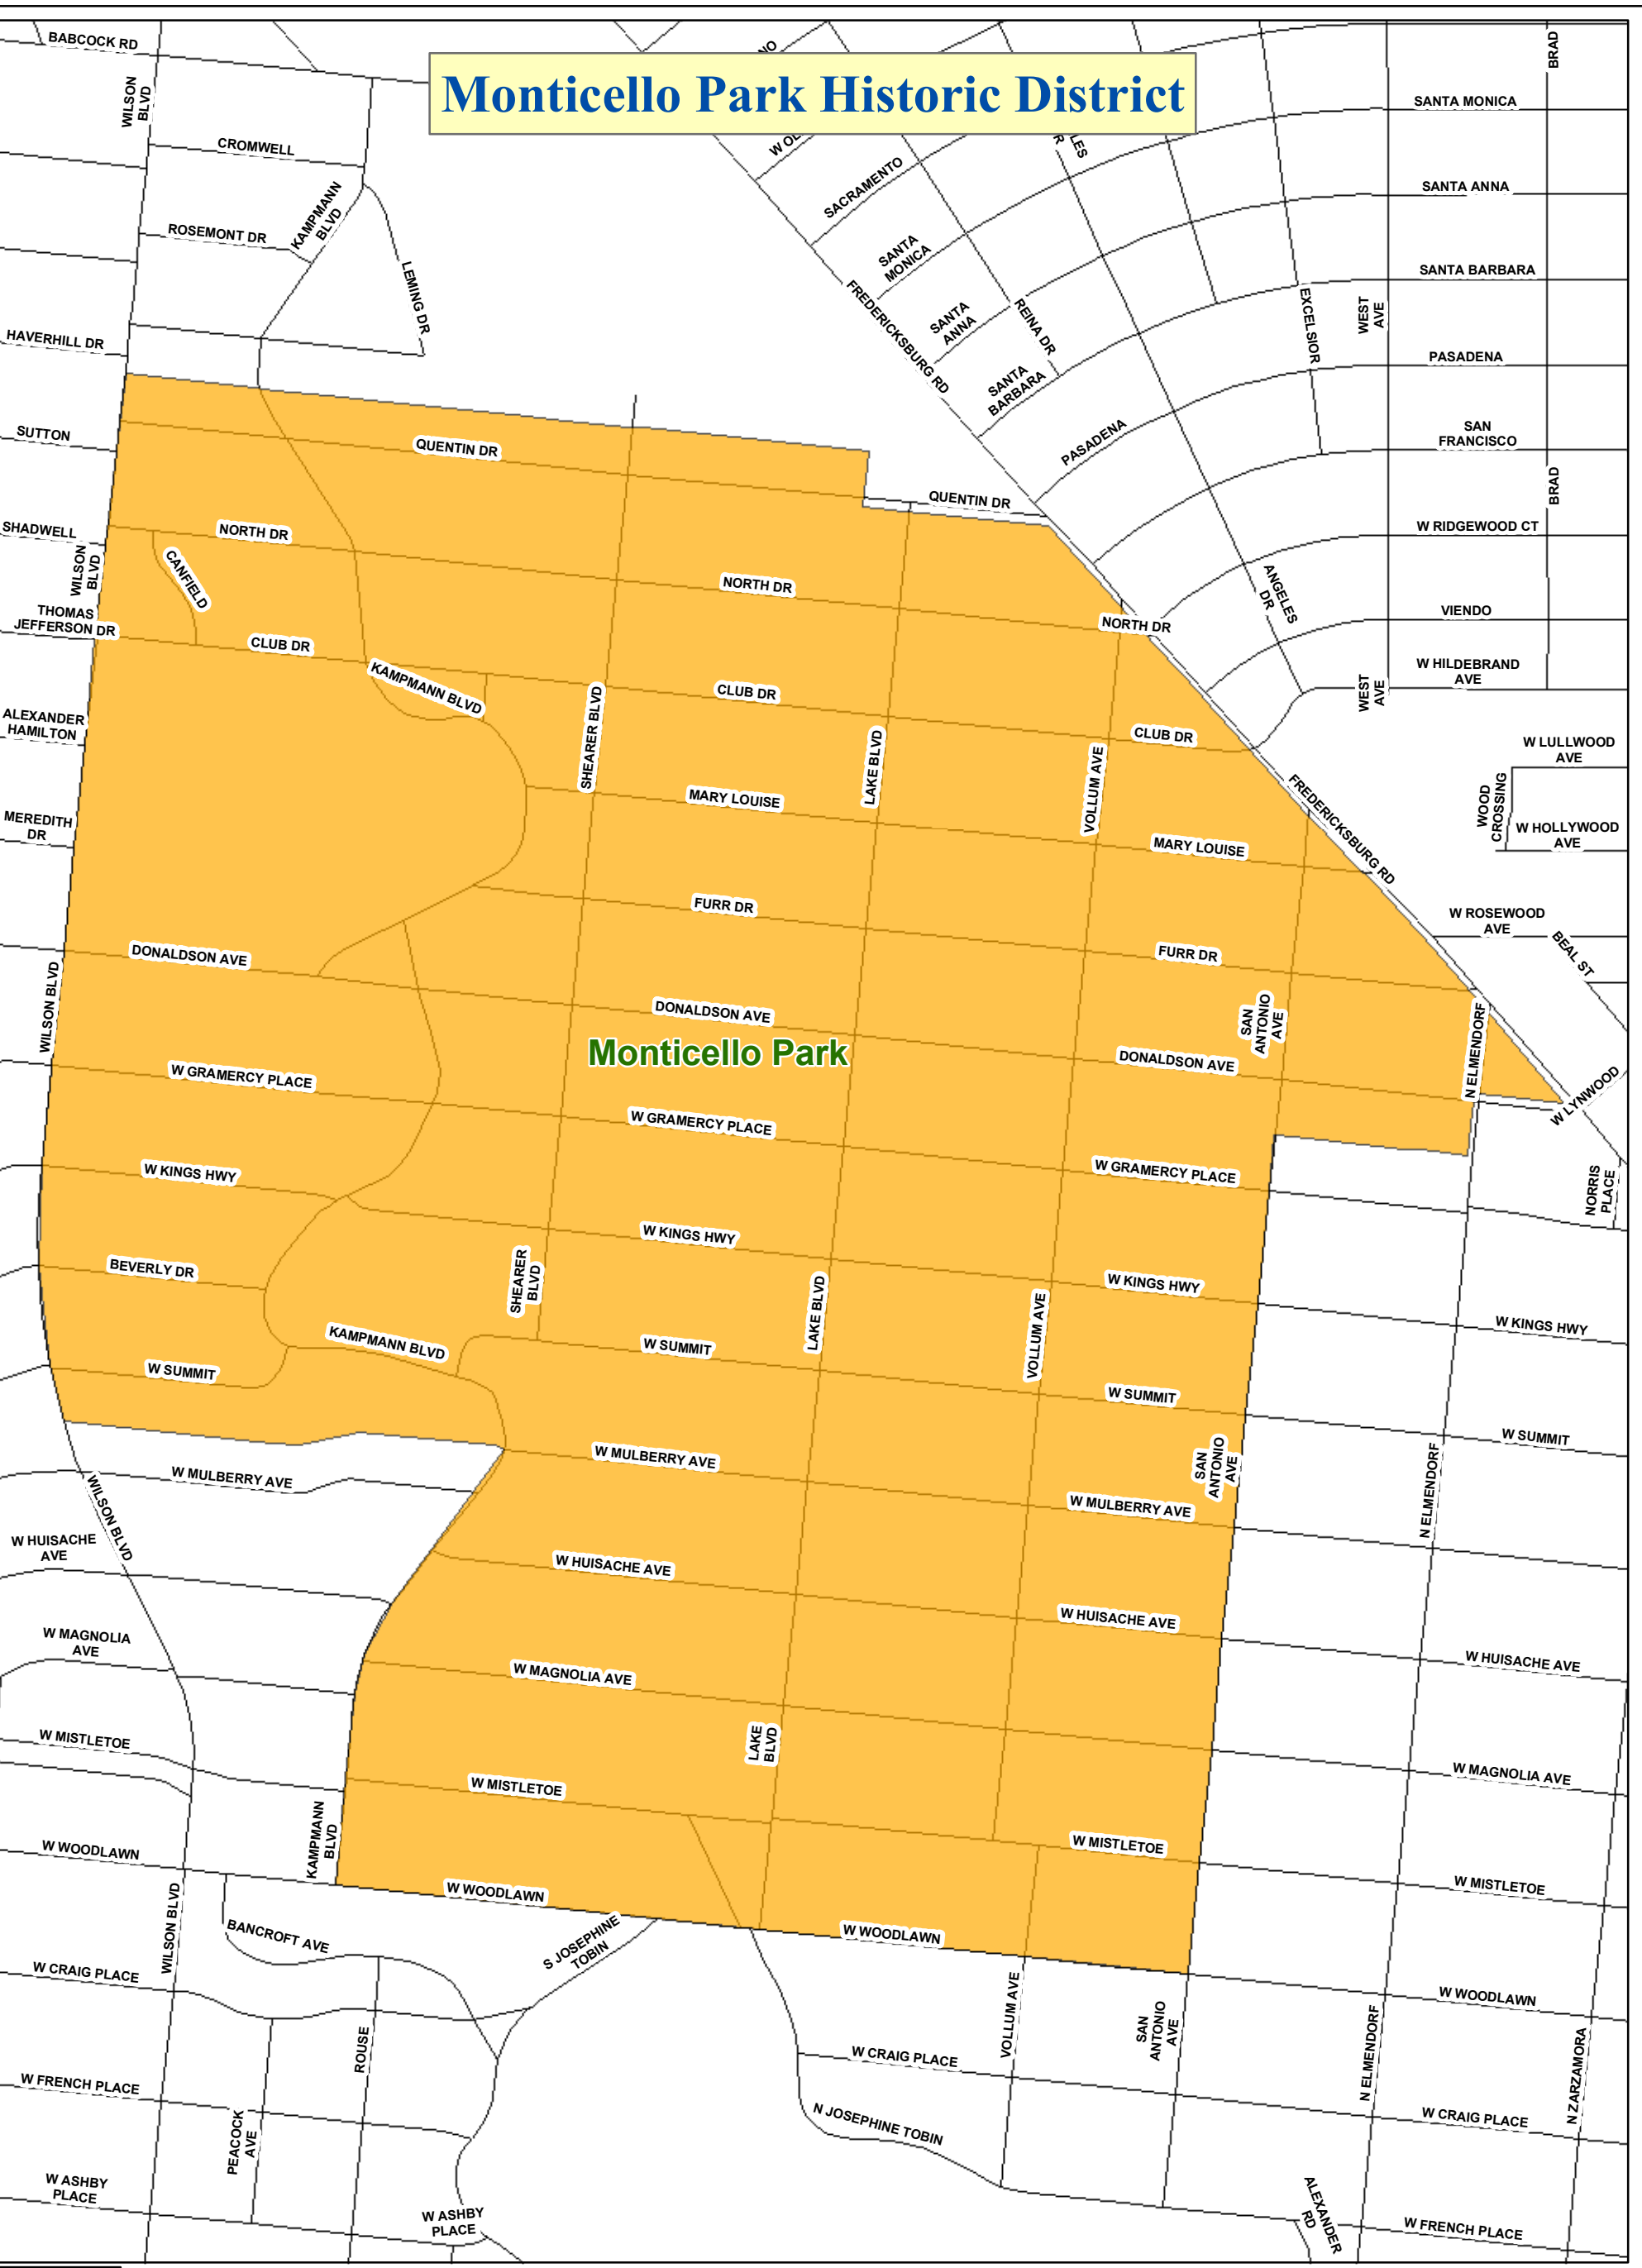 Monticello Park Historic District
BABCOCK RD
WILSON
BLVD
CROMWELL
KAMPMANN
BLVD
ROSEMONT DR
LEMING DR
HAVERHILL DR
SACRAMENTO
SANTA
MONICA
SANTA
ANNA
SANTA
BARBARA
PASADENA
FREDERICKSBURG RD
REINA DR
EXCELSIOR
WEST
AVE
BRAD
SANTA MONICA
SANTA ANNA
SANTA BARBARA
PASADENA
SAN
FRANCISCO
BRAD
W RIDGEWOOD CT
ANGELES
DR
VIENDO
W HILDEBRAND
AVE
WEST
AVE
W LULLWOOD
AVE
WOOD
CROSSING
W HOLLYWOOD
AVE
W ROSEWOOD
AVE
BEAL ST
FREDERICKSBURG RD
SUTTON
QUENTIN DR
QUENTIN DR
SHADWELL
WILSON
BLVD
NORTH DR
NORTH DR
NORTH DR
CANFIELD
THOMAS
JEFFERSON DR
CLUB DR
CLUB DR
CLUB DR
KAMPMANN BLVD
SHEARER BLVD
LAKE BLVD
VOLLUM AVE
ALEXANDER
HAMILTON
MARY LOUISE
MARY LOUISE
MEREDITH
DR
FURR DR
FURR DR
DONALDSON AVE
DONALDSON AVE
DONALDSON AVE
WILSON BLVD
SAN
ANTONIO
AVE
N ELMENDORF
W LYNWOOD
Monticello Park
W GRAMERCY PLACE
W GRAMERCY PLACE
W GRAMERCY PLACE
NORRIS
PLACE
W KINGS HWY
W KINGS HWY
W KINGS HWY
W KINGS HWY
BEVERLY DR
SHEARER
BLVD
LAKE BLVD
VOLLUM AVE
KAMPMANN BLVD
W SUMMIT
W SUMMIT
W SUMMIT
W SUMMIT
W MULBERRY AVE
W MULBERRY AVE
W MULBERRY AVE
SAN
ANTONIO
AVE
N ELMENDORF
WILSON BLVD
W HUISACHE
AVE
W HUISACHE AVE
W HUISACHE AVE
W HUISACHE AVE
W MAGNOLIA
AVE
W MAGNOLIA AVE
W MAGNOLIA AVE
LAKE
BLVD
W MISTLETOE
W MISTLETOE
W MISTLETOE
W MISTLETOE
KAMPMANN
BLVD
W WOODLAWN
W WOODLAWN
W WOODLAWN
W WOODLAWN
WILSON BLVD
BANCROFT AVE
S JOSEPHINE
TOBIN
W CRAIG PLACE
W CRAIG PLACE
W CRAIG PLACE
ROUSE
VOLLUM AVE
SAN
ANTONIO
AVE
N ELMENDORF
N ZARZAMORA
W FRENCH PLACE
PEACOCK
AVE
N JOSEPHINE TOBIN
W ASHBY
PLACE
W ASHBY
PLACE
ALEXANDER
RD
W FRENCH PLACE